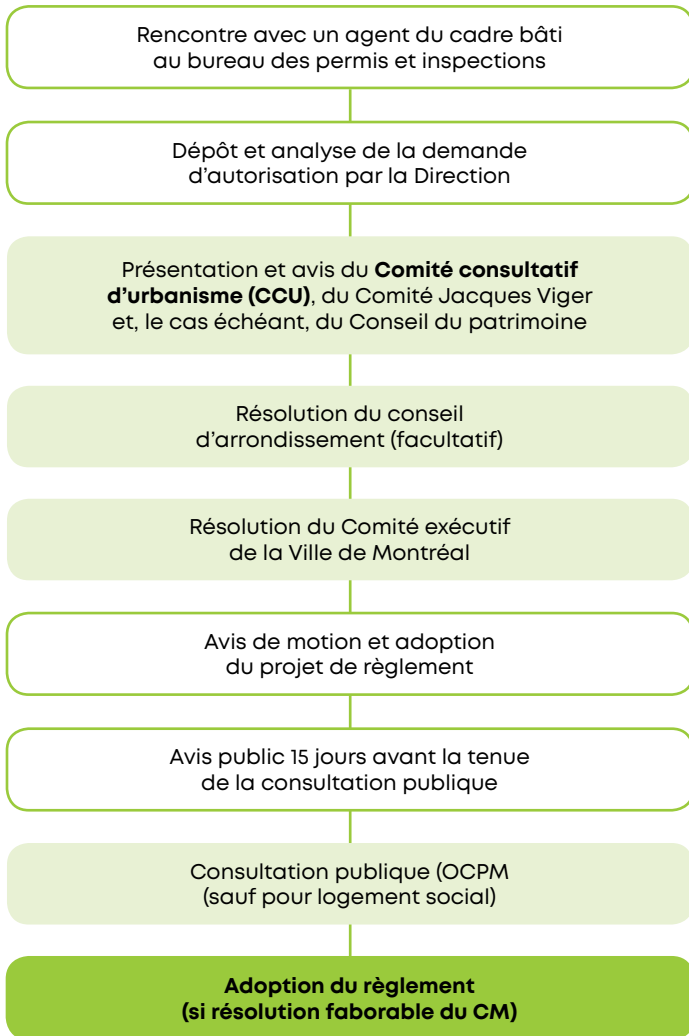 Rencontre avec un agent du cadre bâti
au bureau des permis et inspections
Dépôt et analyse de la demande
d'autorisation par la Direction
Présentation et avis du Comité consultatif
d'urbanisme (CCU), du Comité Jacques Viger
et, le cas échéant, du Conseil du patrimoine
Résolution du conseil
d'arrondissement (facultatif)
Résolution du Comité exécutif
de la Ville de Montréal
Avis de motion et adoption
du projet de règlement
Avis public 15 jours avant la tenue
de la consultation publique
Consultation publique (OCPM
(sauf pour logement social)
Adoption du règlement
(si résolution faborable du CM)